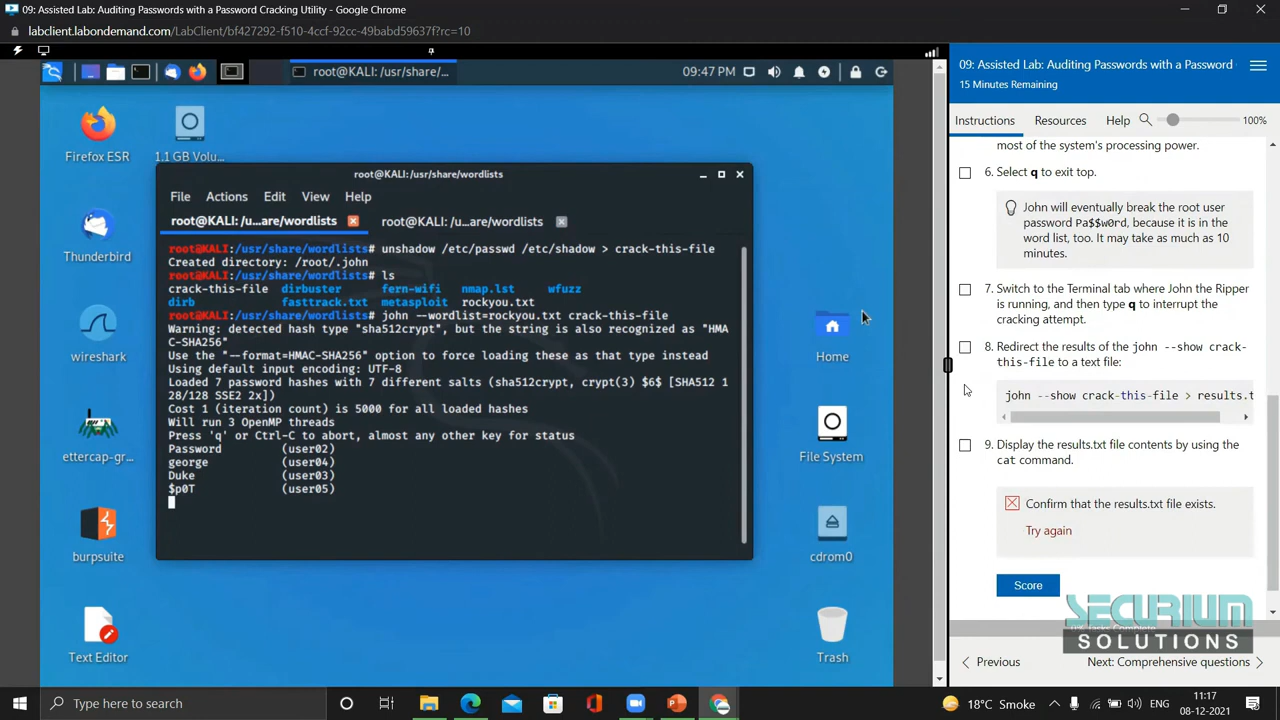 09: Assisted Lab: Auditing Passwords with a Password Cracking Utility - Google Chrome
labclient.labondemand.com/LabClient/bf427292-f510-4ccf-92cc-49babd59637f?rc=10
root@KALI: /usr/share/...
09:47 PM
Firefox ESR
1.1 GB Volu...
Thunderbird
wireshark
ettercap-gr...
burpsuite
Text Editor
root@KALI: /usr/share/wordlists
File Actions Edit View Help
root@KALI: /u...are/wordlists
root@KALI: /u...are/wordlists
root@KALI:/usr/share/wordlists# unshadow /etc/passwd /etc/shadow > crack-this-file
Created directory: /root/.john
root@KALI:/usr/share/wordlists# ls
crack-this-file dirbuster fern-wifi nmap.lst wfuzz
dirb fasttrack.txt metasploit rockyou.txt
root@KALI:/usr/share/wordlists# john --wordlist=rockyou.txt crack-this-file
Warning: detected hash type "sha512crypt", but the string is also recognized as "HMA
C-SHA256"
Use the "--format=HMAC-SHA256" option to force loading these as that type instead
Using default input encoding: UTF-8
Loaded 7 password hashes with 7 different salts (sha512crypt, crypt(3) $6$ [SHA512 1
28/128 SSE2 2x])
Cost 1 (iteration count) is 5000 for all loaded hashes
Will run 3 OpenMP threads
Press 'q' or Ctrl-C to abort, almost any other key for status
Password (user02)
george (user04)
Duke (user03)
$p0T (user05)
Home
File System
cdrom0
Trash
09: Assisted Lab: Auditing Passwords with a Password
15 Minutes Remaining
Instructions Resources Help 100%
most of the system's processing power.
6. Select q to exit top.
John will eventually break the root user
password Pa$$w0rd, because it is in the
word list, too. It may take as much as 10
minutes.
7. Switch to the Terminal tab where John the Ripper
is running, and then type q to interrupt the
cracking attempt.
8. Redirect the results of the john --show crack-
this-file to a text file:
john --show crack-this-file > results.t
9. Display the results.txt file contents by using the
cat command.
Confirm that the results.txt file exists.
Try again
Score
SECURIUM
SOLUTIONS
Previous
Next: Comprehensive questions
Type here to search
18°C Smoke
11:17
08-12-2021